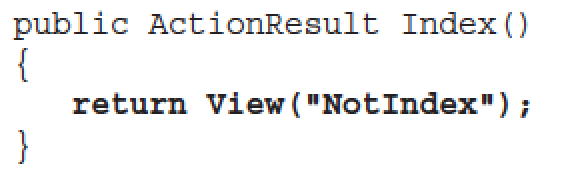 public ActionResult Index()
{
return View("NotIndex");
}